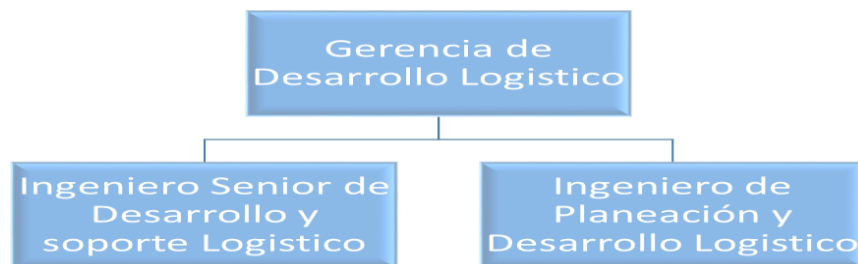 Gerencia de
Desarrollo Logistico
Ingeniero Senior de
Desarrollo y
soporte Logistico
Ingeniero de
Planeación y
Desarrollo Logistico